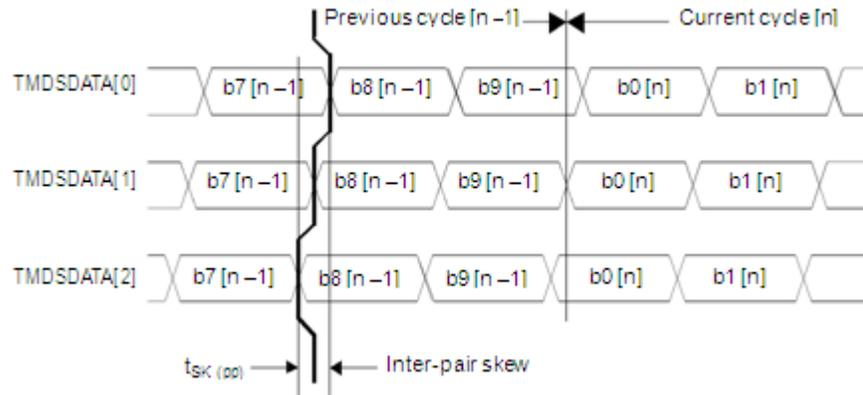 Previous cycle [n –1] Current cycle [n]
TMDSDATA[0] b7 [n –1] b8 [n –1] b9 [n –1] b0 [n] b1 [n]
TMDSDATA[1] b7 [n –1] b8 [n –1] b9 [n –1] b0 [n] b1 [n]
TMDSDATA[2] b7 [n –1] b8 [n –1] b9 [n –1] b0 [n] b1 [n]
tSK (pp) Inter-pair skew